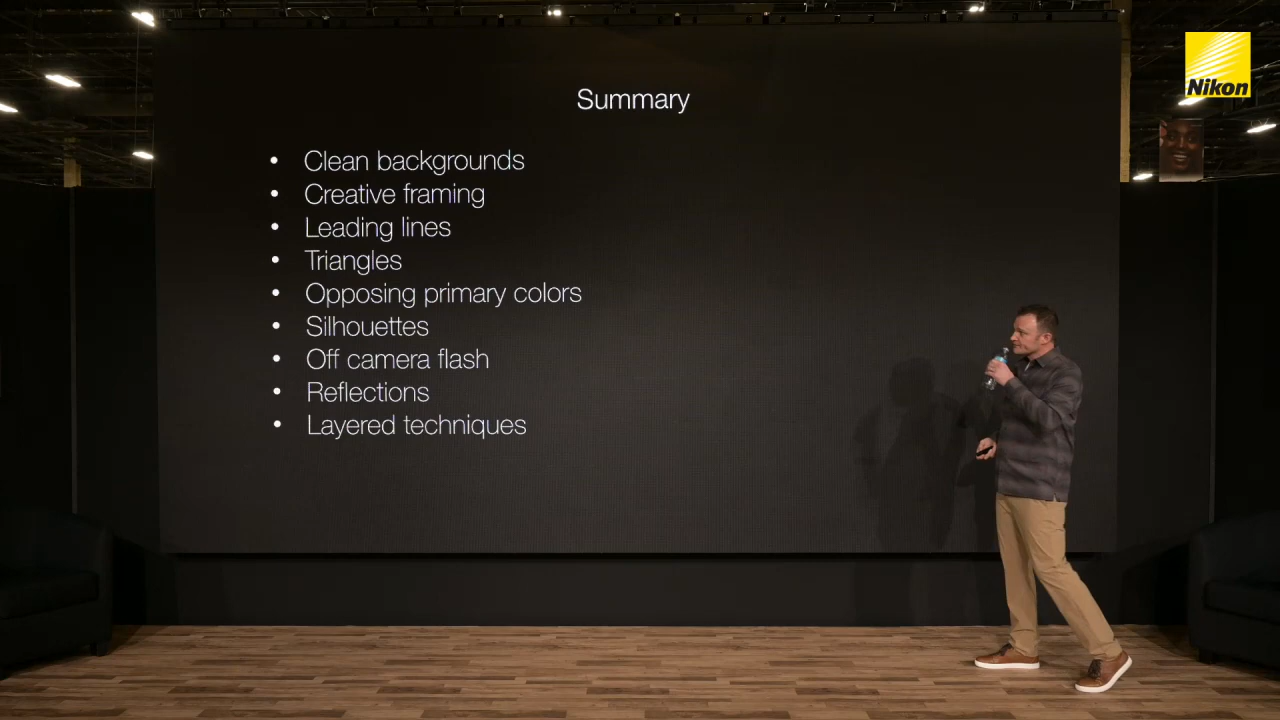 Summary
• Clean backgrounds
• Creative framing
• Leading lines
• Triangles
• Opposing primary colors
• Silhouettes
• Off camera flash
• Reflections
• Layered techniques
Nikon